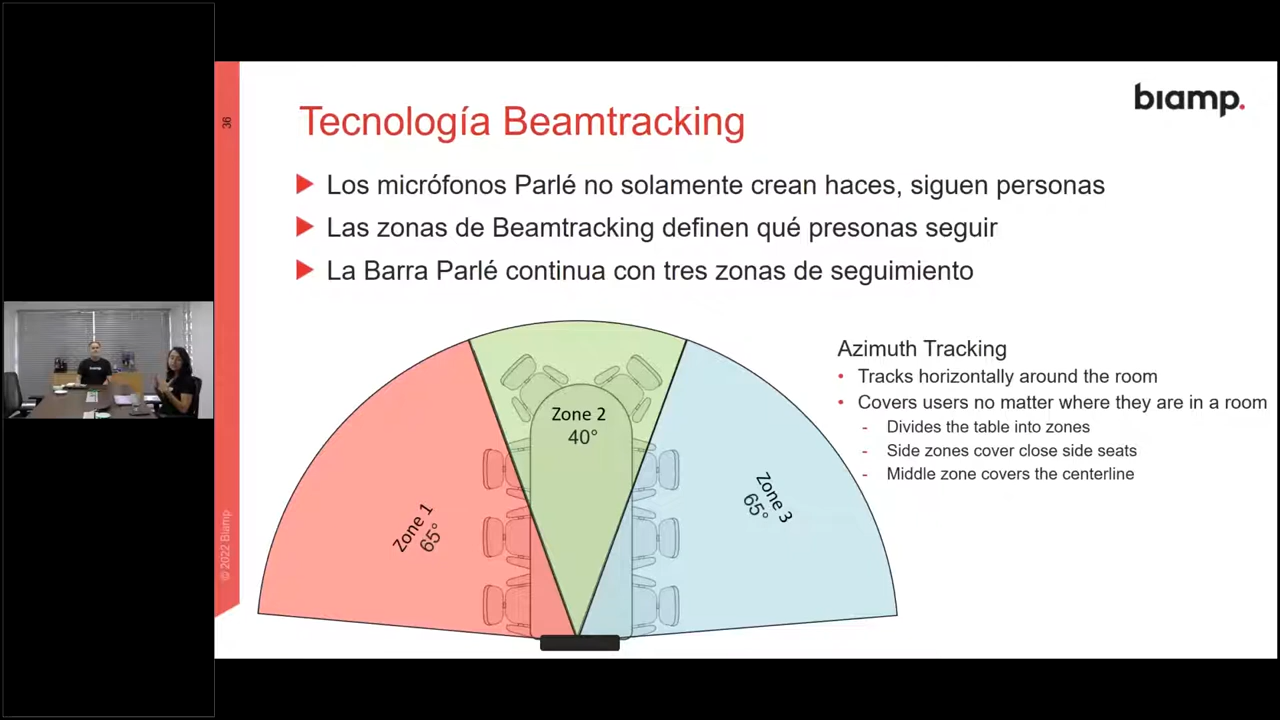 36
biamp.
Tecnología Beamtracking
Los micrófonos Parlé no solamente crean haces, siguen personas
Las zonas de Beamtracking definen qué presonas seguir
La Barra Parlé continua con tres zonas de seguimiento
Azimuth Tracking
• Tracks horizontally around the room
• Covers users no matter where they are in a room
- Divides the table into zones
- Side zones cover close side seats
- Middle zone covers the centerline
Zone 1
65°
Zone 2
40°
Zone 3
65°
© 2022 Biamp